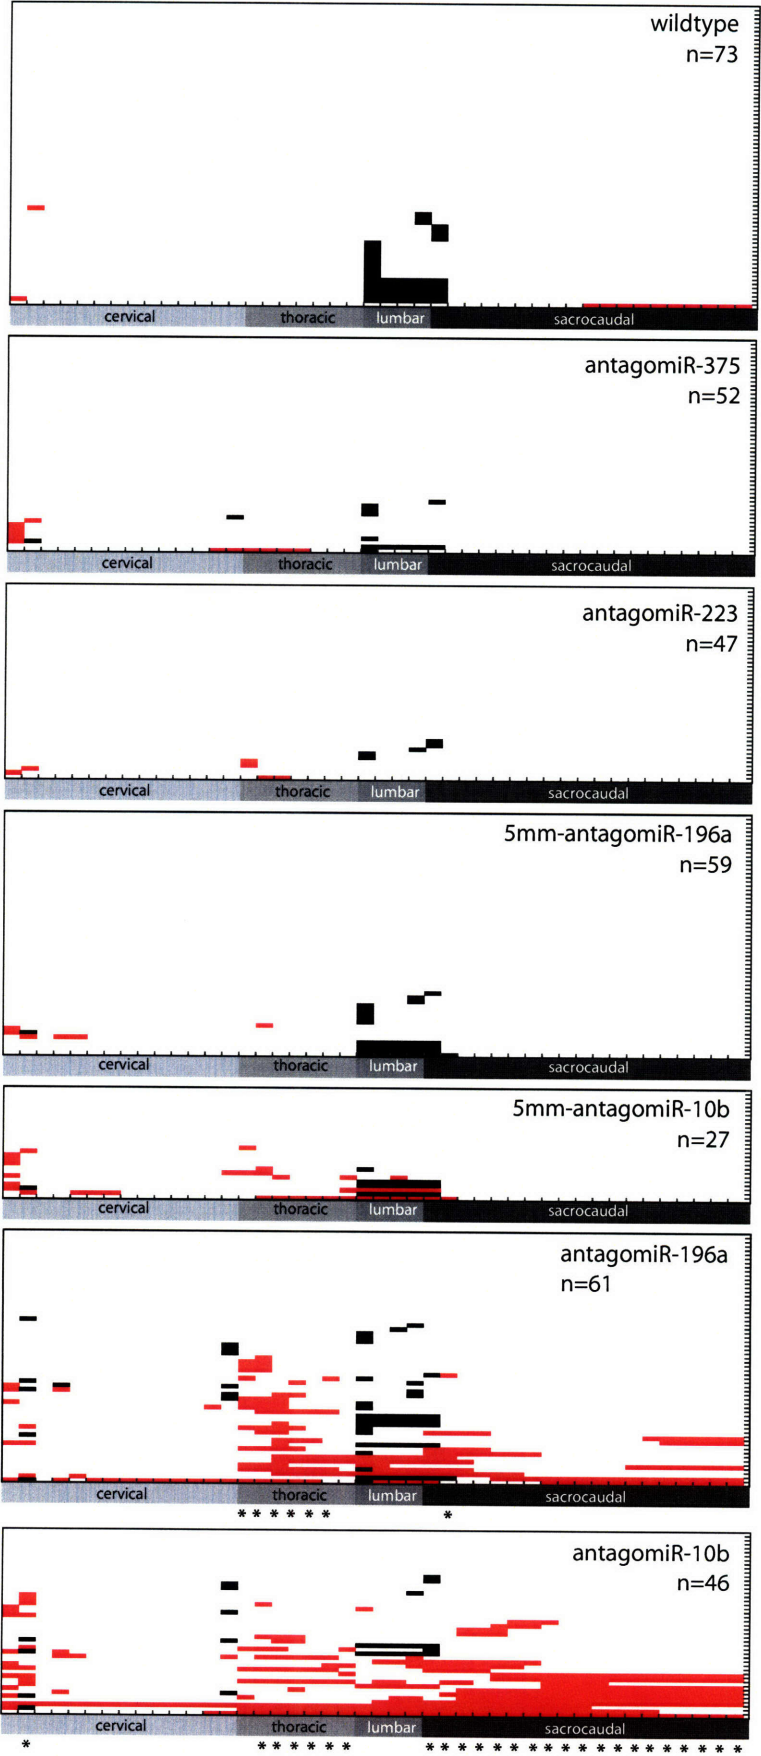 wildtype
n=73
cervical thoracic lumbar sacrocaudal
antagomiR-375
n=52
cervical thoracic lumbar sacrocaudal
antagomiR-223
n=47
cervical thoracic lumbar sacrocaudal
5mm-antagomiR-196a
n=59
cervical thoracic lumbar sacrocaudal
5mm-antagomiR-10b
n=27
cervical thoracic lumbar sacrocaudal
antagomiR-196a
n=61
cervical thoracic lumbar sacrocaudal
* * * * * * *
antagomiR-10b
n=46
cervical thoracic lumbar sacrocaudal
* * * * * * * * * * * * * * * * * * * * * * * * * *